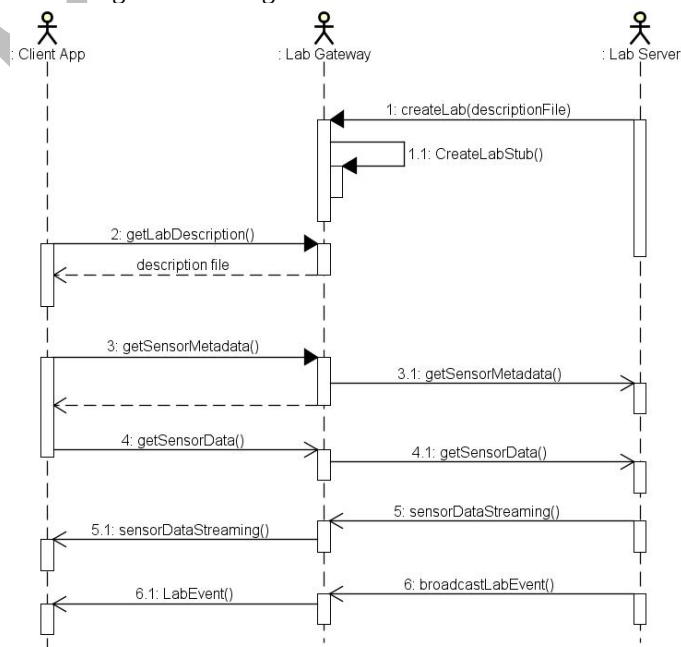 : Client App
: Lab Gateway
: Lab Server
1: createLab(descriptionFile)
1.1: CreateLabStub()
2: getLabDescription()
description file
3: getSensorMetadata()
3.1: getSensorMetadata()
4: getSensorData()
4.1: getSensorData()
5: sensorDataStreaming()
5.1: sensorDataStreaming()
6: broadcastLabEvent()
6.1: LabEvent()